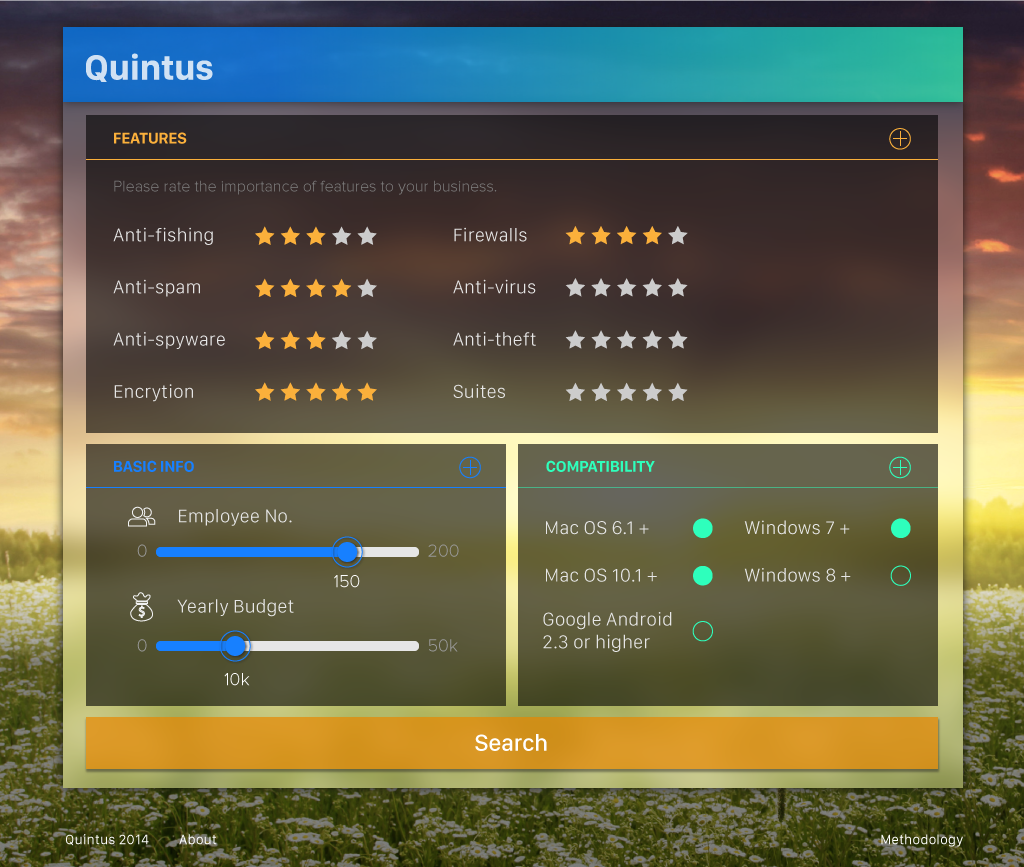 Quintus
FEATURES
Please rate the importance of features to your business.
Anti-fishing
Firewalls
Anti-spam
Anti-virus
Anti-spyware
Anti-theft
Encrytion
Suites
BASIC INFO
Employee No.
0
200
150
$
Yearly Budget
0
50k
10k
COMPATIBILITY
Mac OS 6.1 +
Windows 7 +
Mac OS 10.1 +
Windows 8 +
Google Android
2.3 or higher
Search
Quintus 2014
About
Methodology